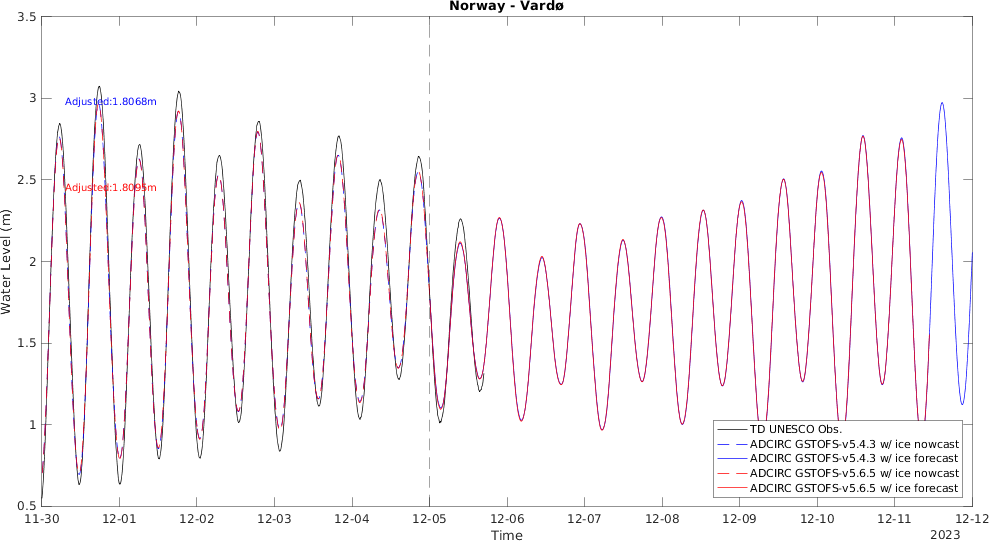 Norway - Vardø
3.5
3
2.5
2
1.5
1
0.5
Water Level (m)
Adjusted:1.8068m
Adjusted:1.8095m
TD UNESCO Obs.
ADCIRC GSTOFS-v5.4.3 w/ ice nowcast
ADCIRC GSTOFS-v5.4.3 w/ ice forecast
ADCIRC GSTOFS-v5.6.5 w/ ice nowcast
ADCIRC GSTOFS-v5.6.5 w/ ice forecast
11-30 12-01 12-02 12-03 12-04 12-05 12-06 12-07 12-08 12-09 12-10 12-11 12-12
Time
2023